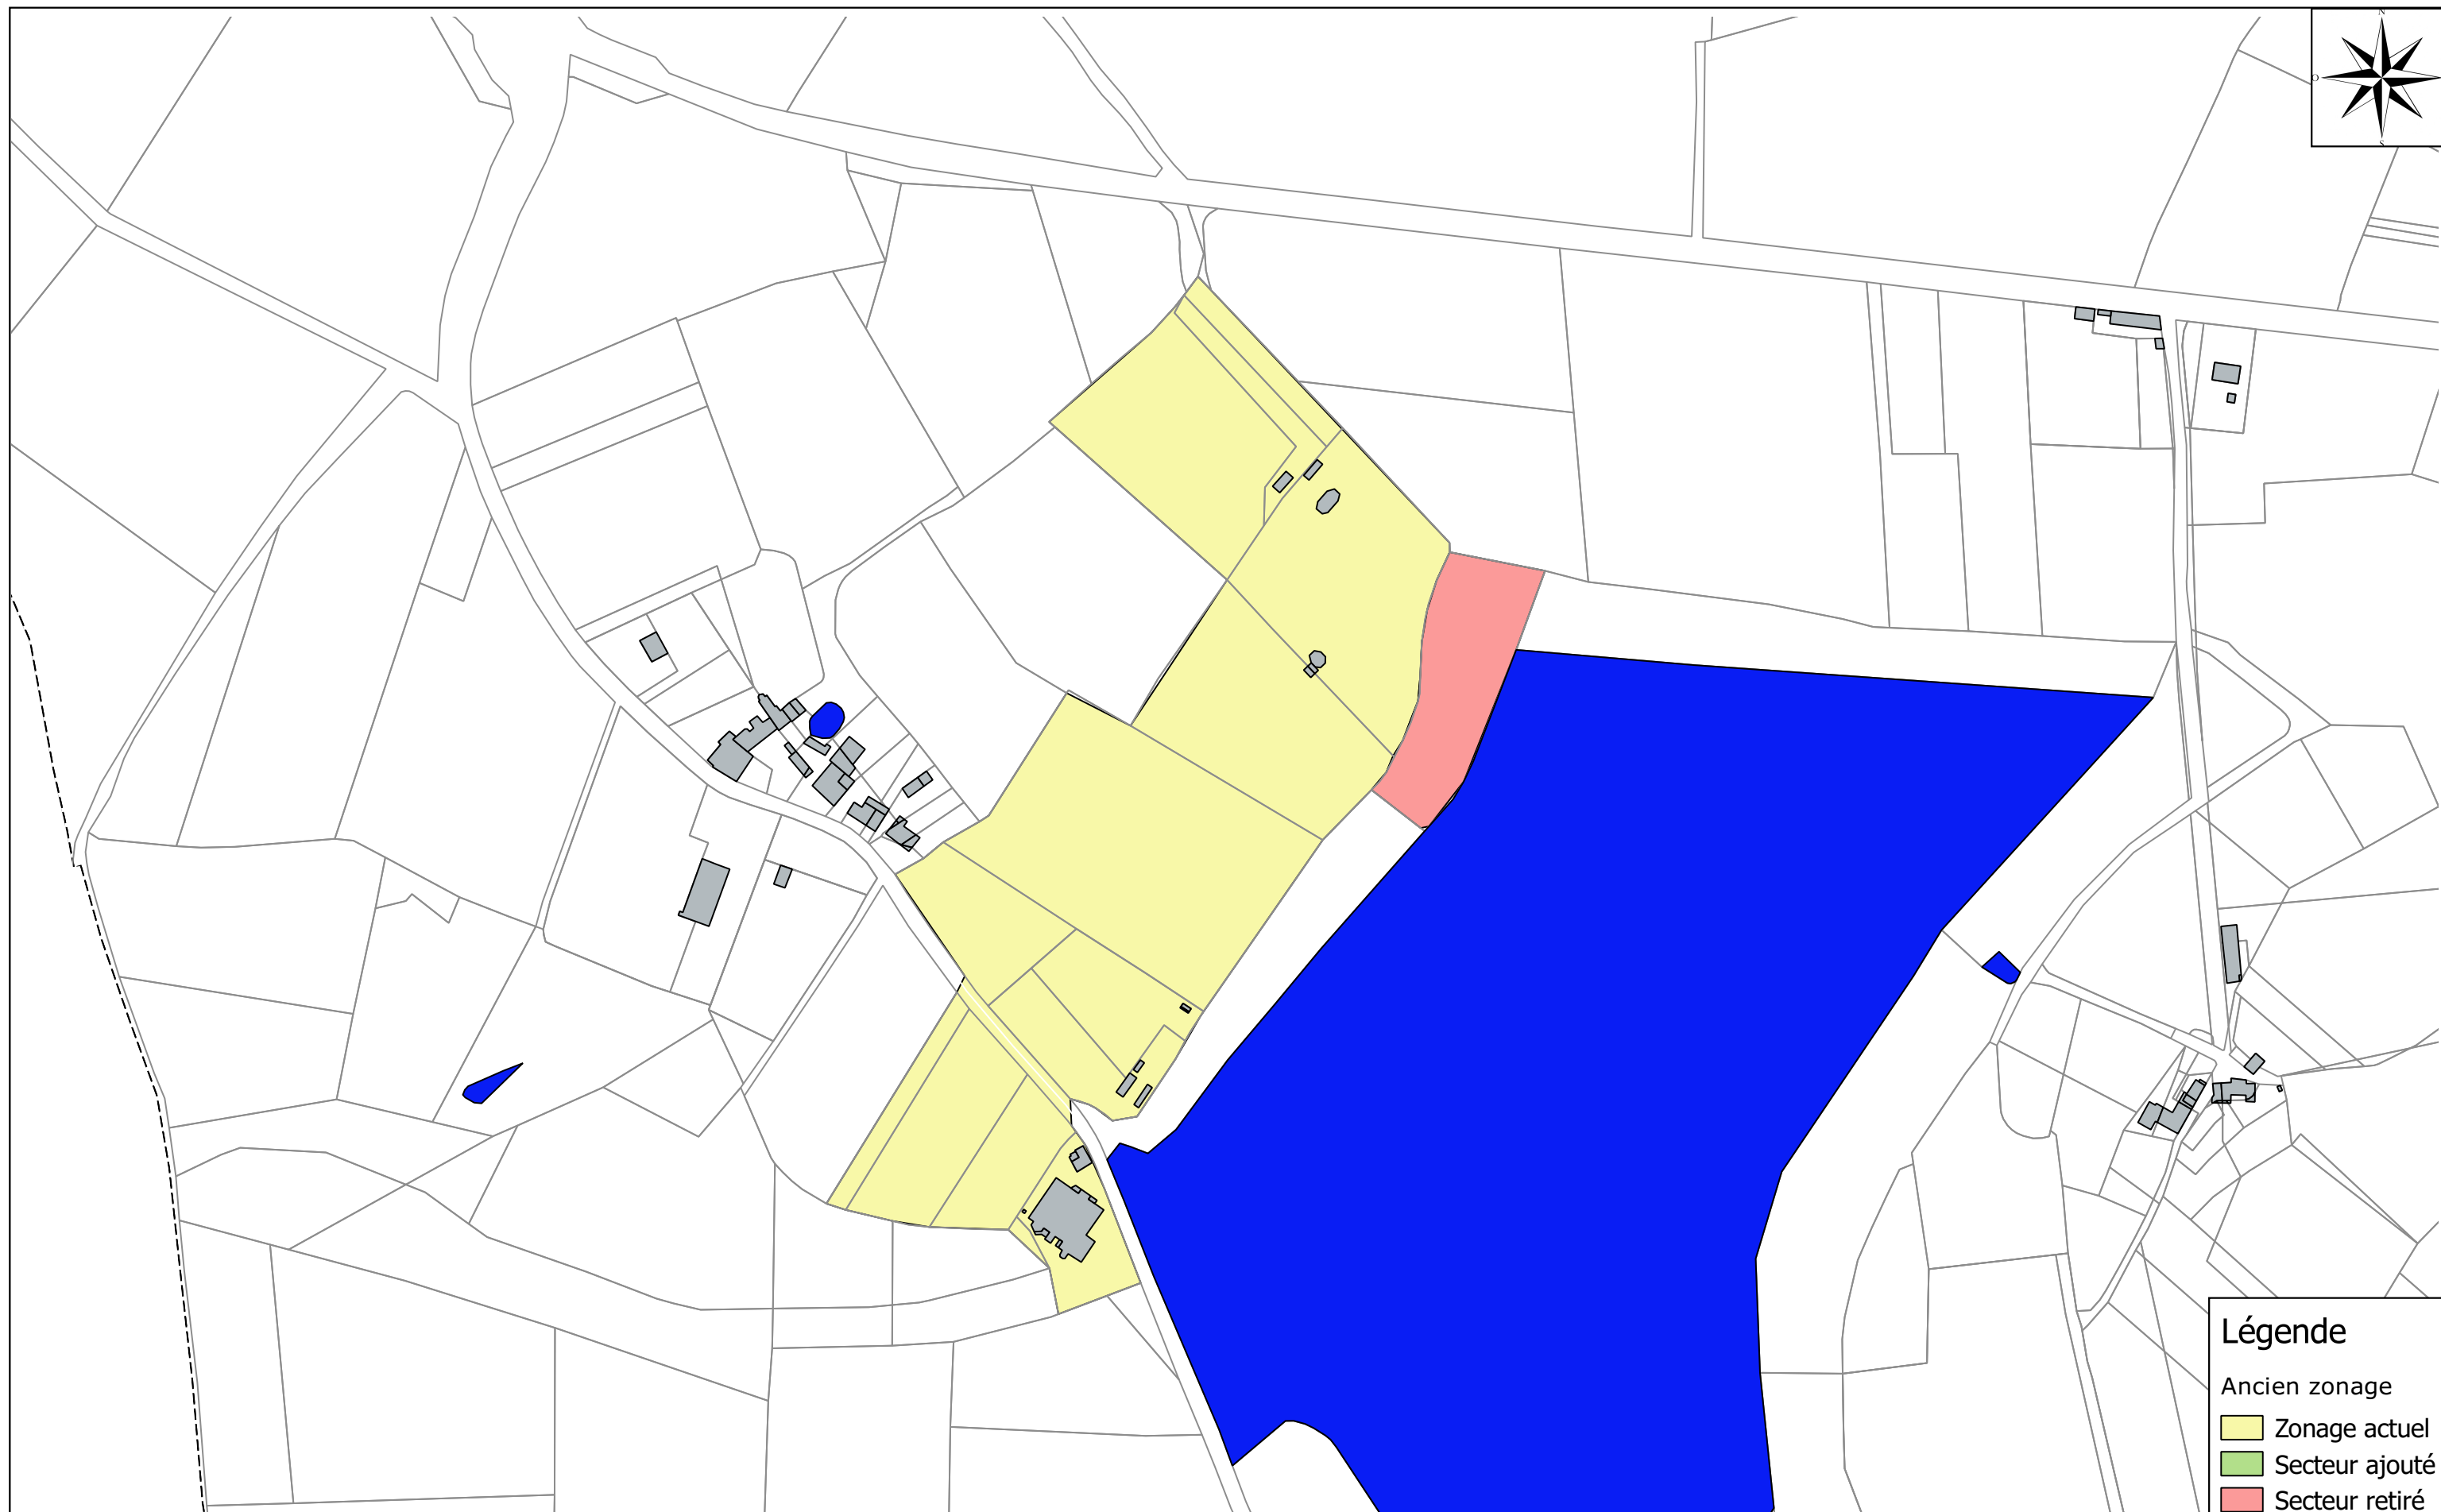 N
O
S
Légende
Ancien zonage
Zonage actuel
Secteur ajouté
Secteur retiré